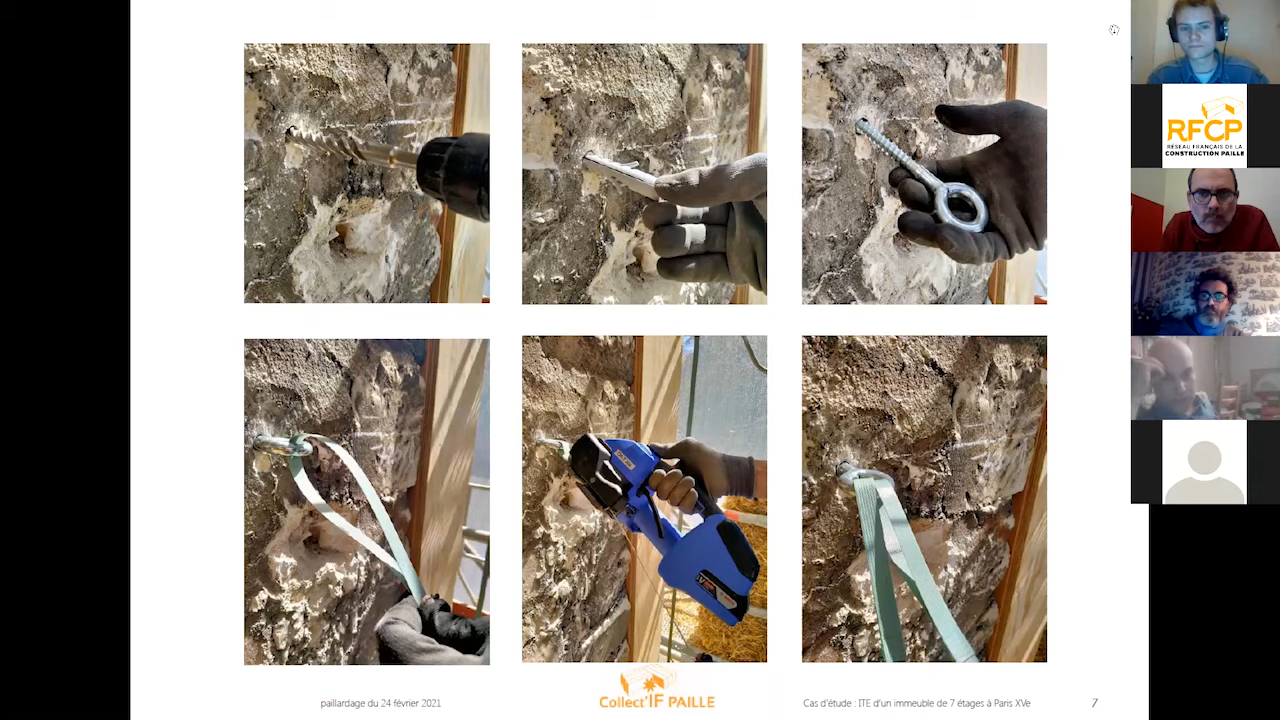 RFCP
RÉSEAU FRANÇAIS DE LA
CONSTRUCTION PAILLE
paillardage du 24 février 2021
Collect'IF PAILLE
Cas d'étude : ITE d'un immeuble de 7 étages à Paris XVe
7